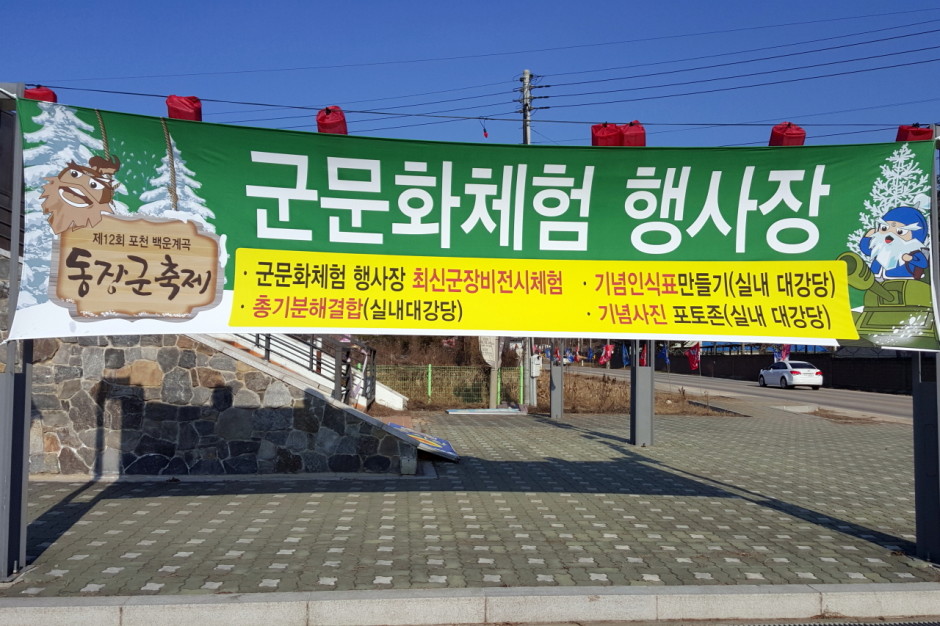 군문화체험 행사장
제12회 포천 백운계곡
동장군축제
· 군문화체험 행사장 최신군장비전시체험
· 총기분해결합(실내대강당)
· 기념인식표만들기(실내 대강당)
· 기념사진 포토존(실내 대강당)